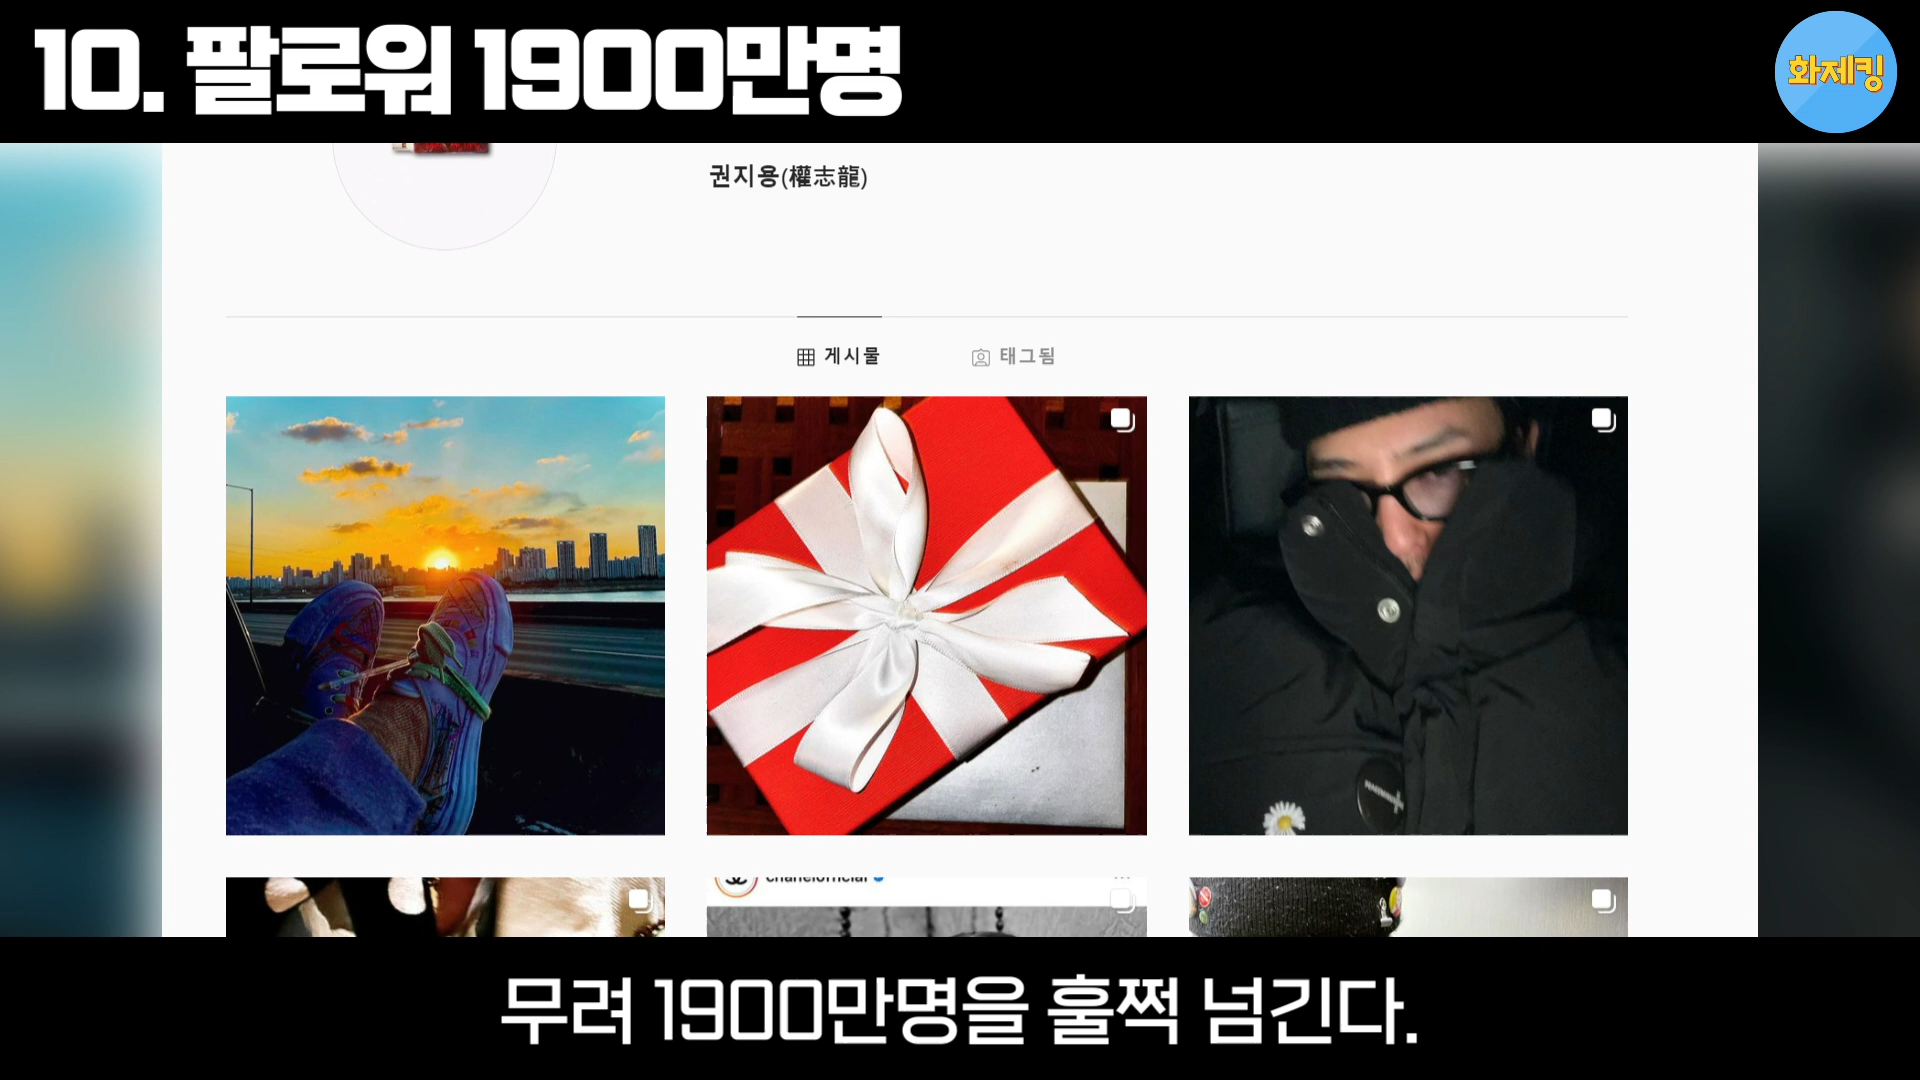 10. 팔로워 1900만명
화제킹
권지용(權志龍)
게시물
태그됨
chanelofficial
무려 1900만명을 훌쩍 넘긴다.